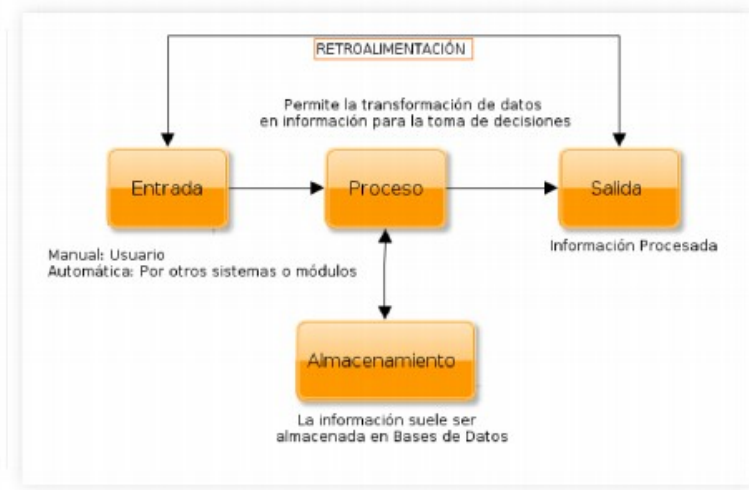 RETROALIMENTACIÓN
Permite la transformación de datos
en información para la toma de decisiones
Entrada
Proceso
Salida
Manual: Usuario
Automática: Por otros sistemas o módulos
Información Procesada
Almacenamiento
La información suele ser
almacenada en Bases de Datos